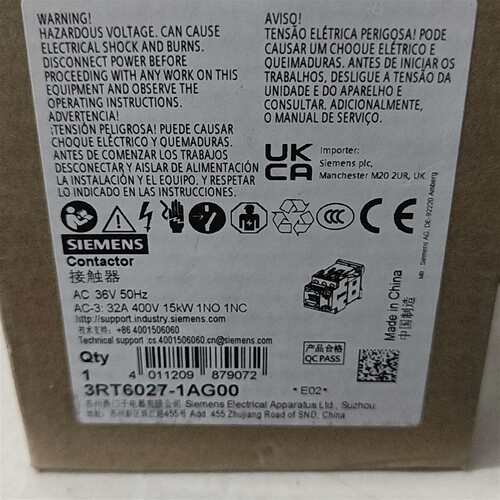 WARNING!
HAZARDOUS VOLTAGE. CAN CAUSE
ELECTRICAL SHOCK AND BURNS.
DISCONNECT POWER BEFORE
PROCEEDING WITH ANY WORK ON THIS
EQUIPMENT AND OBSERVE THE
OPERATING INSTRUCTIONS.
¡ADVERTENCIA!
¡TENSIÓN PELIGROSA! PUEDE CAUSAR
CHOQUE ELÉCTRICO Y QUEMADURAS.
ANTES DE COMENZAR LOS TRABAJOS
DESCONECTAR Y AISLAR DE ALIMENTACIÓN
LA INSTALACIÓN Y EL EQUIPO, Y RESPETAR
LO INDICADO EN LAS INSTRUCCIONES.
AVISO!
TENSÃO ELÉTRICA PERIGOSA! PODE
CAUSAR UM CHOQUE ELÉTRICO E
QUEIMADURAS. ANTES DE INICIAR OS
TRABALHOS, DESLIGUE A TENSÃO DA
UNIDADE E DO APARELHO E
CONSULTAR, ADICIONALMENTE,
O MANUAL DE SERVIÇO.
UK
CA
Importer:
Siemens plc,
Manchester M20 2UR, UK
CCC
CE
SIEMENS
Contactor
接触器
AC 36V 50Hz
AC-3: 32A 400V 15kW 1NO 1NC
http://support.industry.siemens.com
Technical support: +86 4001506060
cs.4001506060.cn@siemens.com
Made in China
中国制造
Siemens AG, DE-92220 Amberg
Qty
1
4 011209 879072
产品合格
QC PASS
3RT6027-1AG00
*E02*
Siemens Electrical Apparatus Ltd., Suzhou
Add. 455 Zhujiang Road of SND, China